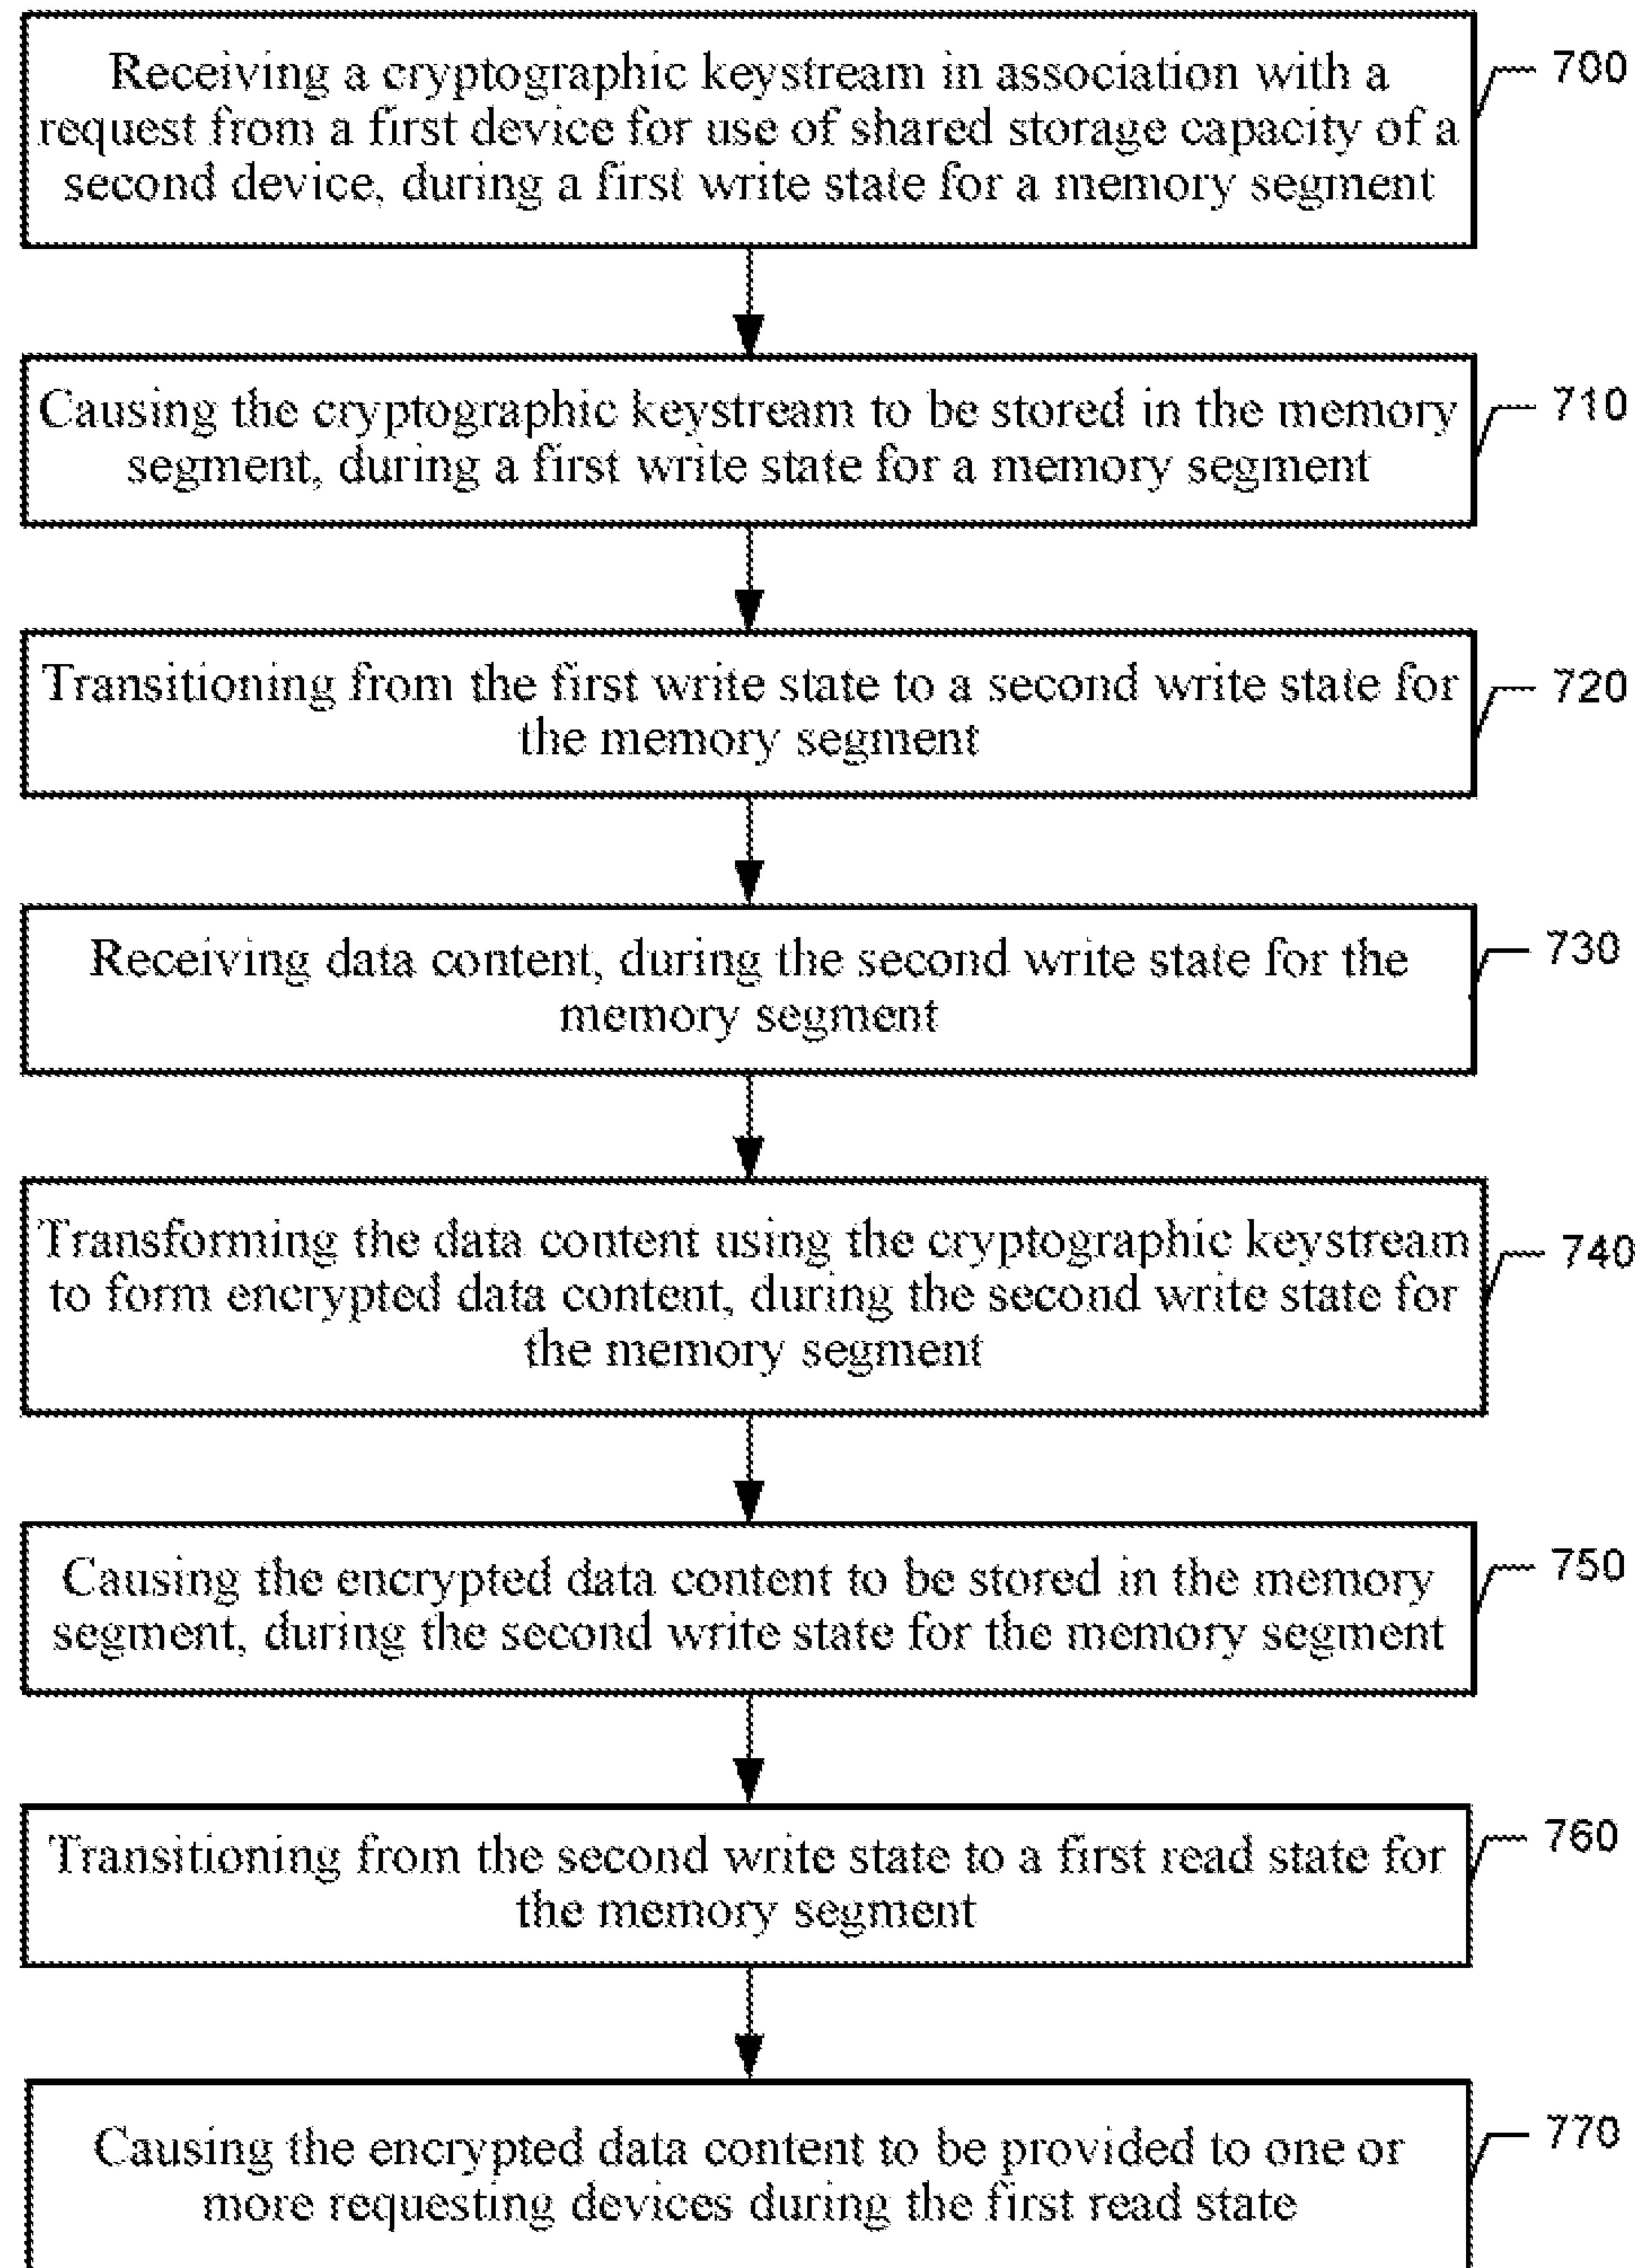 Receiving a cryptographic keystream in association with a
request from a first device for use of shared storage capacity of a
second device, during a first write state for a memory segment
700
Causing the cryptographic keystream to be stored in the memory
segment, during a first write state for a memory segment
710
Transitioning from the first write state to a second write state for
the memory segment
720
Receiving data content, during the second write state for the
memory segment
730
Transforming the data content using the cryptographic keystream
to form encrypted data content, during the second write state for
the memory segment
740
Causing the encrypted data content to be stored in the memory
segment, during the second write state for the memory segment
750
Transitioning from the second write state to a first read state for
the memory segment
760
Causing the encrypted data content to be provided to one or
more requesting devices during the first read state
770